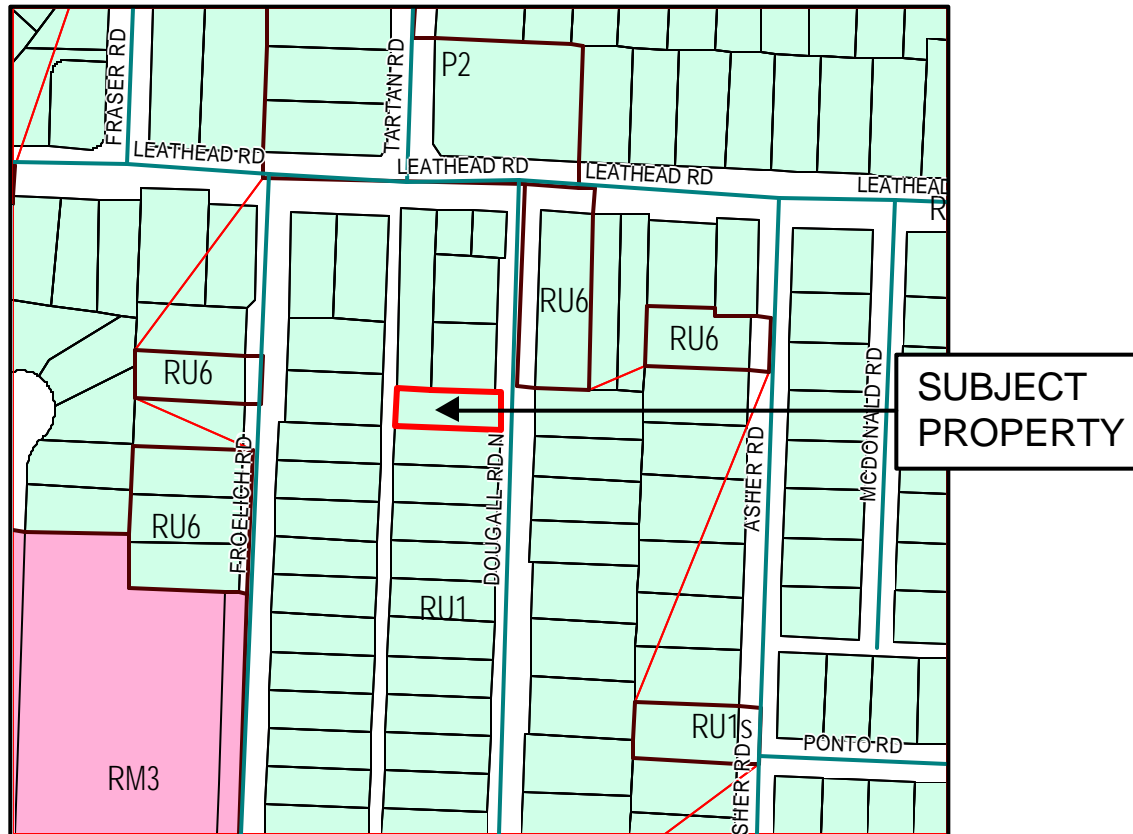 FRASER RD
TARTAN RD
P2
LEATHEAD RD
LEATHEAD RD
LEATHEAD RD
LEATHEAD
R
RU6
RU6
RU6
SUBJECT
PROPERTY
MCDONALD RD
ASHER RD
DOUGALL RD N
FROELICH RD
RU6
RU1
RU1S
PONTO RD
SHER RD
RM3